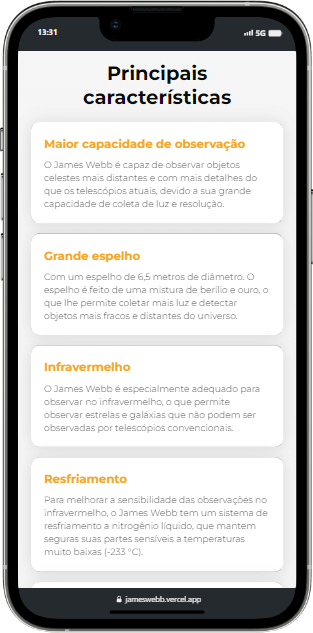 13:31
5G
Principais
características
Maior capacidade de observação
O James Webb é capaz de observar objetos
celestes mais distantes e com mais detalhes do
que os telescópios atuais, devido a sua grande
capacidade de coleta de luz e resolução.
Grande espelho
Com um espelho de 6,5 metros de diâmetro. O
espelho é feito de uma mistura de berílio e ouro, o
que lhe permite coletar mais luz e detectar
objetos mais fracos e distantes do universo.
Infravermelho
O James Webb é especialmente adequado para
observar no infravermelho, o que permite
observar estrelas e galáxias que não podem ser
observadas por telescópios convencionais.
Resfriamento
Para melhorar a sensibilidade das observações no
infravermelho, o James Webb tem um sistema de
resfriamento a nitrogênio líquido, que mantem
seguras suas partes sensíveis a temperaturas
muito baixas (-233 °C).
jameswebb.vercel.app